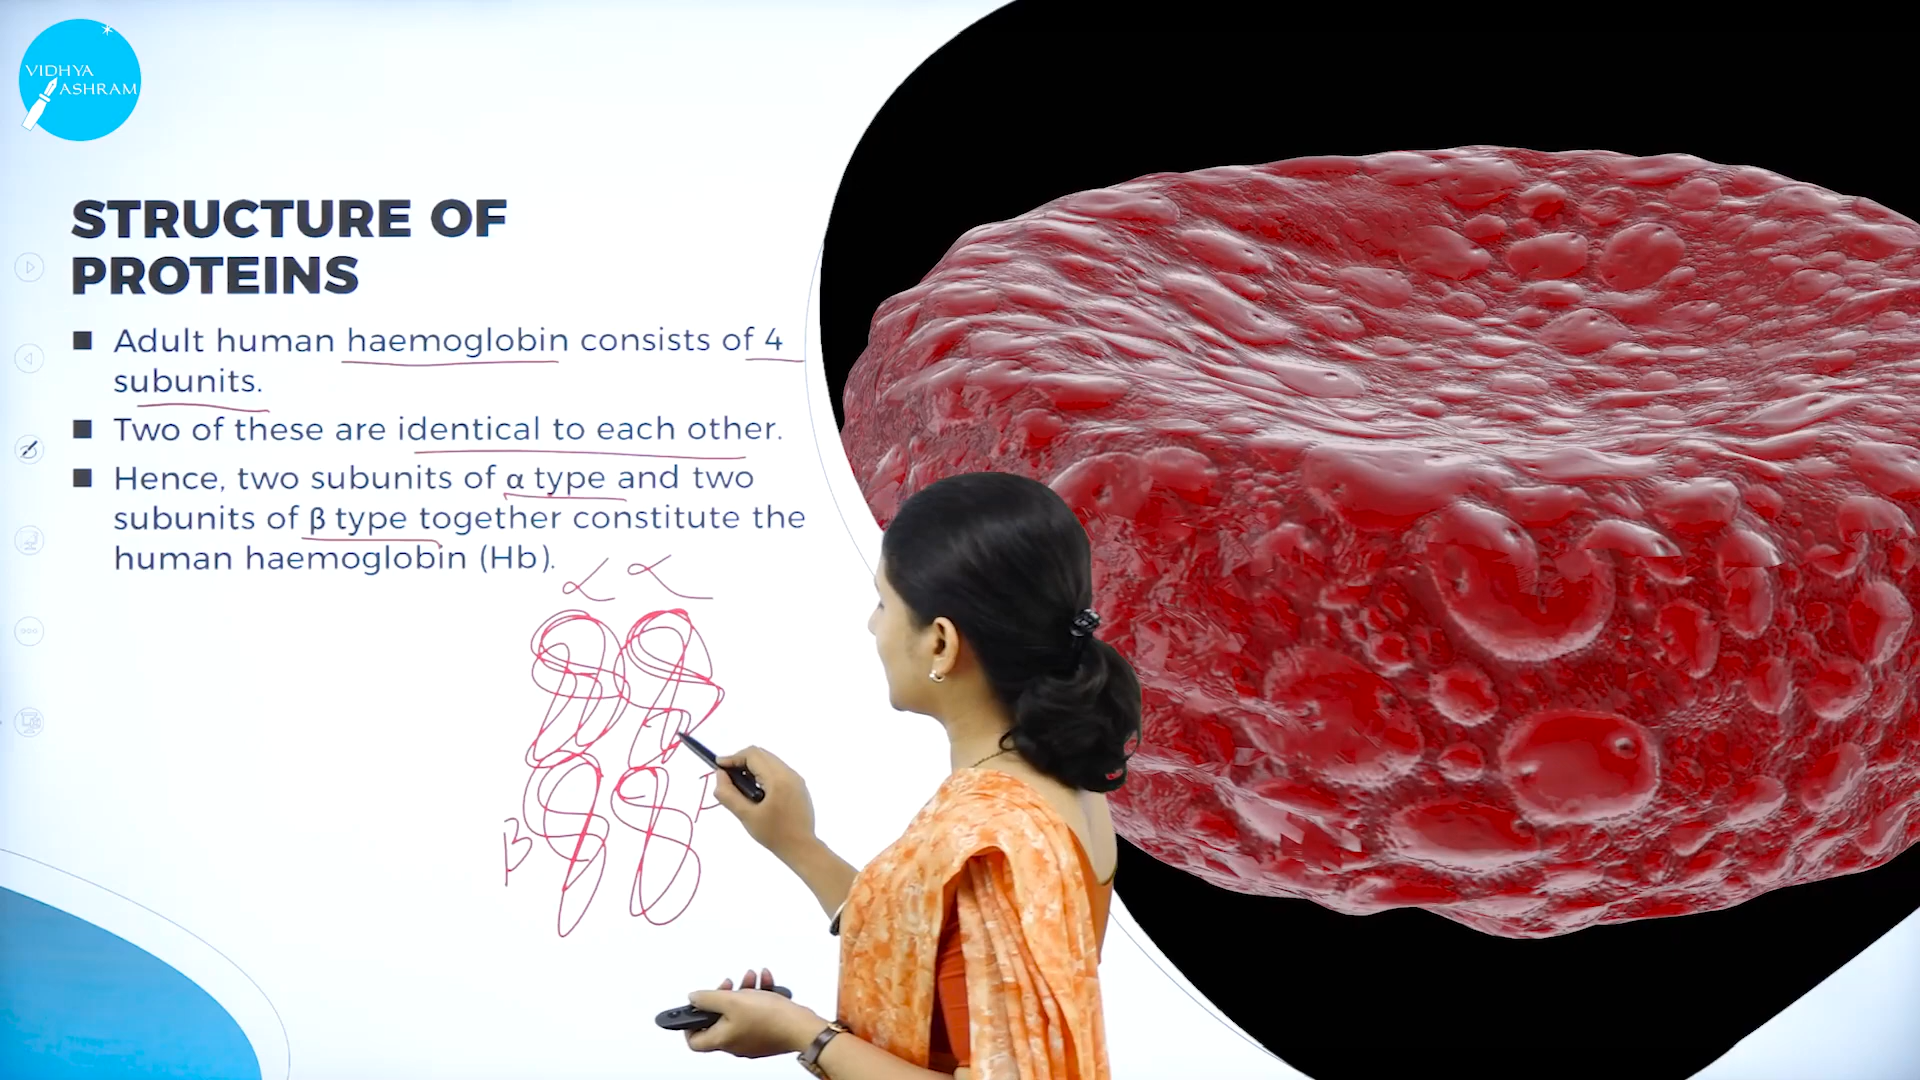 VIDHYA
ASHRAM
STRUCTURE OF
PROTEINS
■ Adult human haemoglobin consists of 4
subunits.
■ Two of these are identical to each other.
■ Hence, two subunits of α type and two
subunits of β type together constitute the
human haemoglobin (Hb).
α α
β